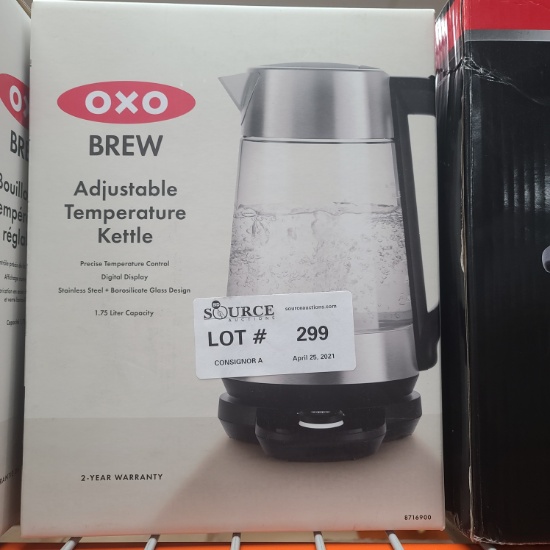 OXO
BREW
Adjustable
Temperature
Kettle
Precise Temperature Control
Digital Display
Stainless Steel + Borosilicate Glass Design
1.75 Liter Capacity
SOURCE
AUCTIONS
sourceauctions.com
LOT # 299
CONSIGNOR A April 25, 2021
2-YEAR WARRANTY
8716900